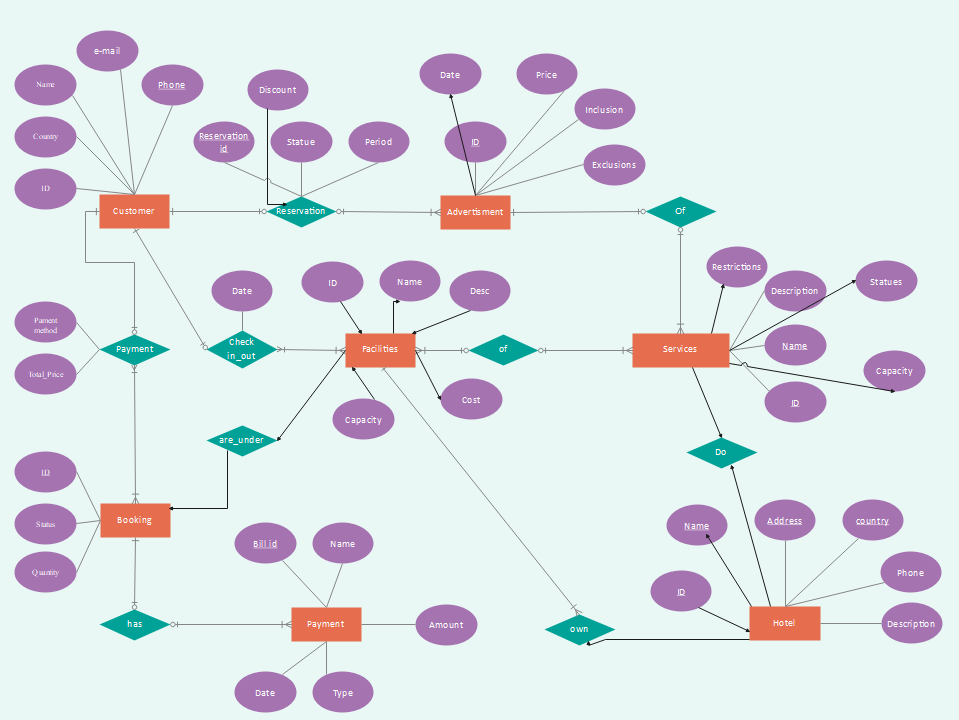 e-mail
Name
Phone
Country
ID
Customer
Discount
Reservation
id
Statue
Period
Reservation
Date
Price
Inclusion
ID
Exclusions
Advertisment
Of
Restrictions
Description
Statues
Name
Capacity
ID
Services
Date
ID
Name
Desc
Check
in_out
Facilities
of
Capacity
Cost
Pament
method
Total_Price
Payment
are_under
Do
ID
Status
Quantity
Booking
Bill id
Name
has
Payment
Amount
Date
Type
own
Name
Address
country
ID
Phone
Hotel
Description